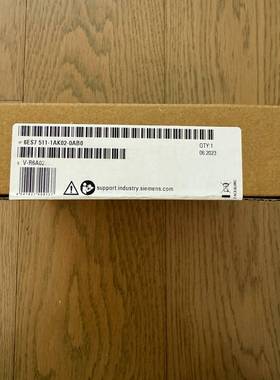 6ES7 511-1AK02-0AB0
QTY 1
06.2023
V-R6A02
support.industry.siemens.com